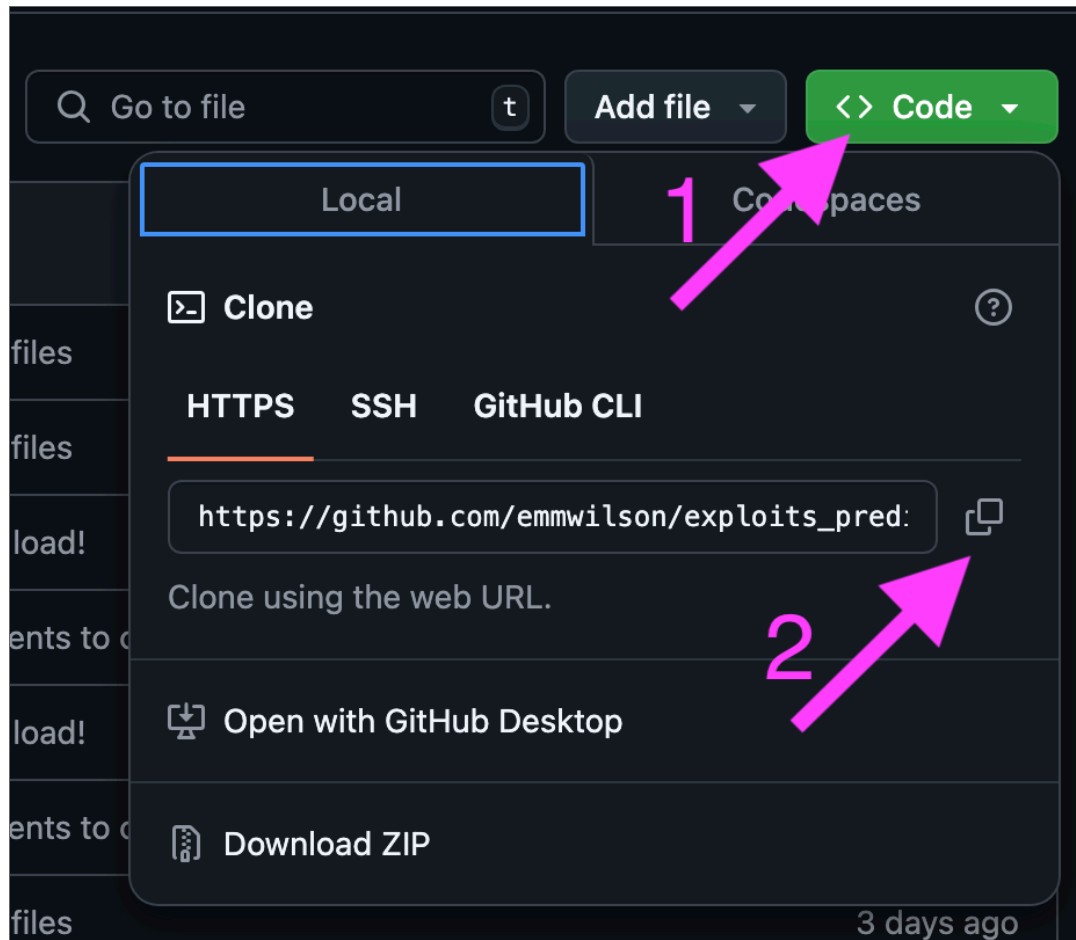 Go to file t Add file <> Code
Local Codespaces
1
Clone
files
HTTPS SSH GitHub CLI
files
https://github.com/emmwilson/exploits_pred
load!
Clone using the web URL.
ents to
2
Open with GitHub Desktop
load!
ents to
Download ZIP
files 3 days ago